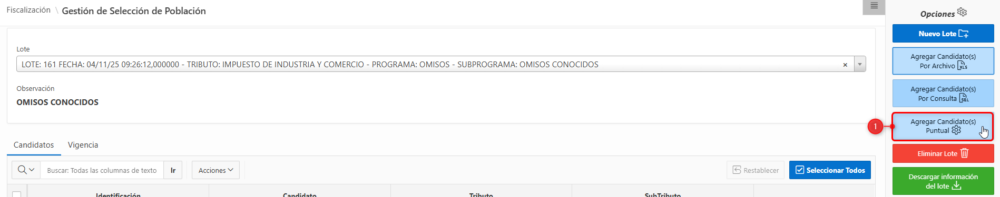 Fiscalización \ Gestión de Selección de Población
Lote
LOTE: 161 FECHA: 04/11/25 09:26:12,000000 - TRIBUTO: IMPUESTO DE INDUSTRIA Y COMERCIO - PROGRAMA: OMISOS - SUBPROGRAMA: OMISOS CONOCIDOS
Observación
OMISOS CONOCIDOS
Candidatos Vigencia
Buscar: Todas las columnas de texto Ir Acciones Restablecer Seleccionar Todos
Identificación Candidato Tributo SubTributo
Opciones
Nuevo Lote
Agregar Candidato(s)
Por Archivo XLS
Agregar Candidato(s)
Por Consulta SQL
1
Agregar Candidato(s)
Puntual
Eliminar Lote
Descargar información
del lote